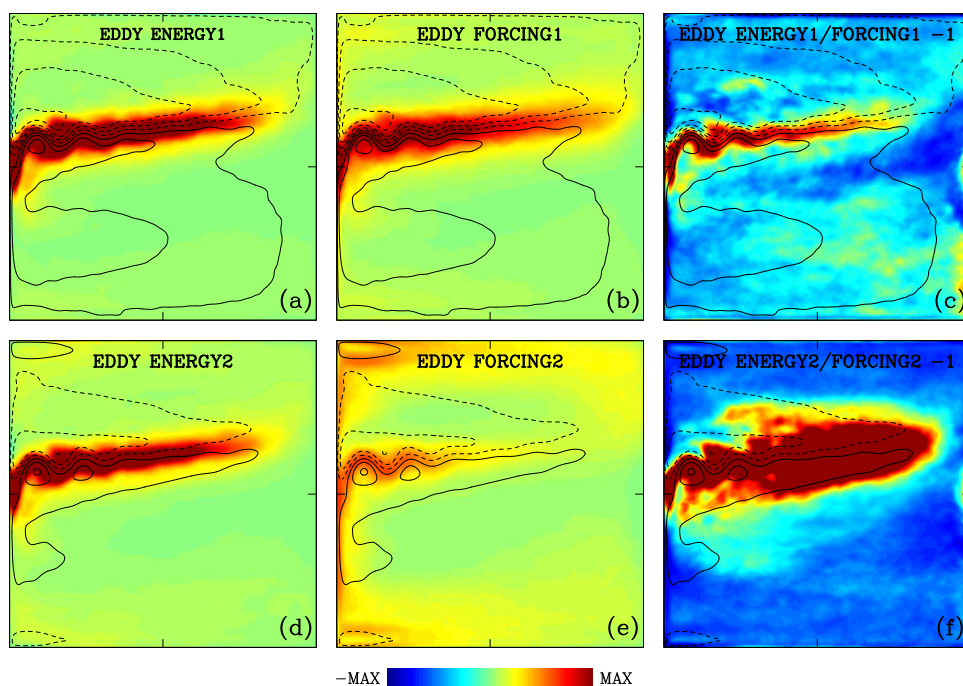 EDDY ENERGY1
EDDY FORCING1
EDDY ENERGY1/FORCING1 -1
(a)
(b)
(c)
EDDY ENERGY2
EDDY FORCING2
EDDY ENERGY2/FORCING2 -1
(d)
(e)
(f)
-MAX
MAX